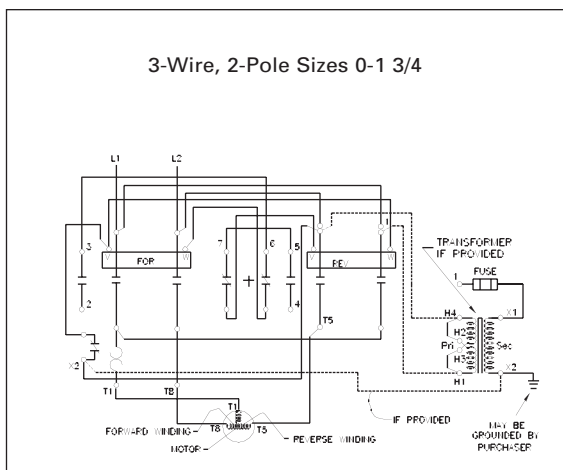 3-Wire, 2-Pole Sizes 0-1 3/4
L1 L2
3 7 6 5 1
V FOR W V REV W
2 4
TRANSFORMER
IF PROVIDED
1 FUSE
H4 X1
H2
Pri Sec
H3
H1 X2
X2 T5
T1 T8
T1
T8 T5
FORWARD WINDING
REVERSE WINDING
MOTOR
IF PROVIDED
MAY BE
GROUNDED BY
PURCHASER